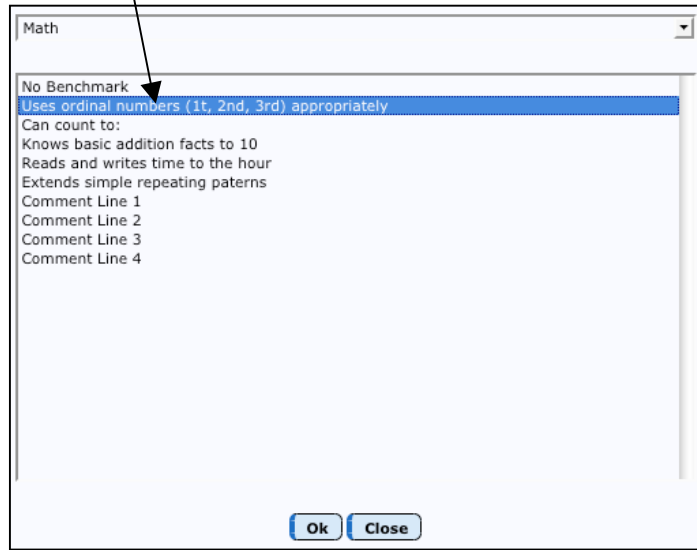 Math
No Benchmark
Uses ordinal numbers (1t, 2nd, 3rd) appropriately
Can count to:
Knows basic addition facts to 10
Reads and writes time to the hour
Extends simple repeating paterns
Comment Line 1
Comment Line 2
Comment Line 3
Comment Line 4
Ok Close